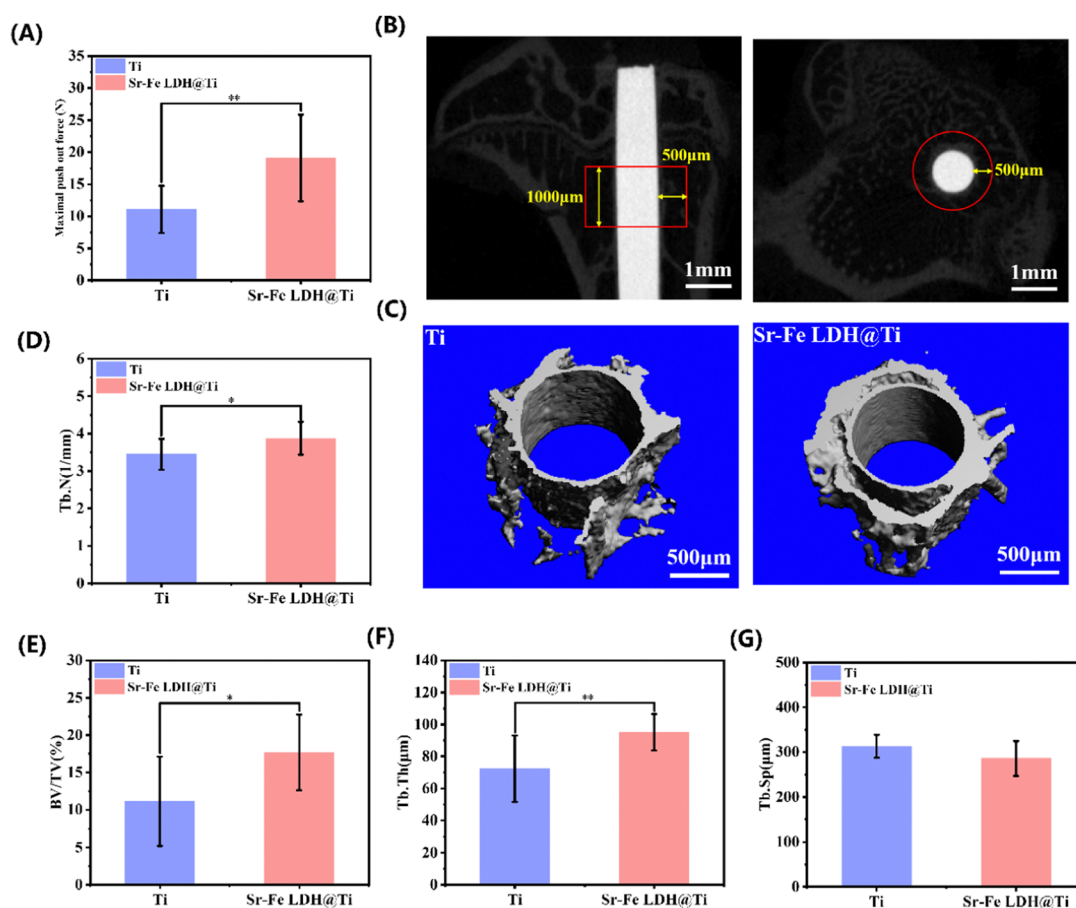 (A)
Ti
Sr-Fe LDH@Ti
**
Maximal push out force (N)
35
30
25
20
15
10
5
0
Ti
Sr-Fe LDH@Ti
(B)
500μm
1000μm
1mm
500μm
1mm
(C)
Ti
500μm
Sr-Fe LDH@Ti
500μm
(D)
Ti
Sr-Fe LDH@Ti
*
Tb.N(1/mm)
6
5
4
3
2
1
0
Ti
Sr-Fe LDH@Ti
(E)
Ti
Sr-Fe LDH@Ti
*
BV/TV(%)
30
25
20
15
10
5
0
Ti
Sr-Fe LDH@Ti
(F)
Ti
Sr-Fe LDH@Ti
**
Tb.Th(μm)
140
120
100
80
60
40
20
0
Ti
Sr-Fe LDH@Ti
(G)
Ti
Sr-Fe LDH@Ti
Tb.Sp(μm)
500
400
300
200
100
0
Ti
Sr-Fe LDH@Ti